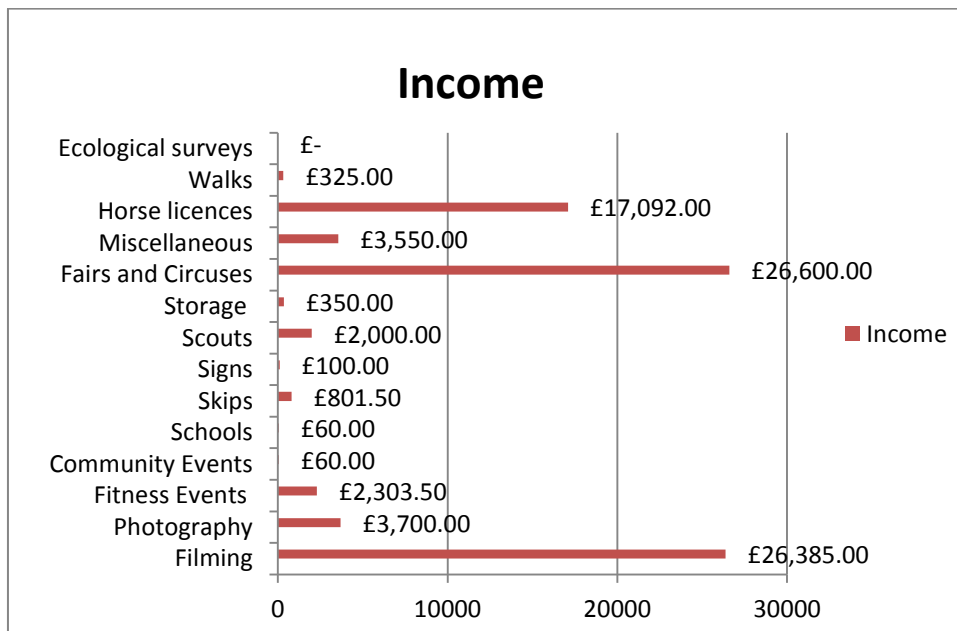 Income
Ecological surveys £-
Walks £325.00
Horse licences £17,092.00
Miscellaneous £3,550.00
Fairs and Circuses £26,600.00
Storage £350.00
Scouts £2,000.00
Income
Signs £100.00
Skips £801.50
Schools £60.00
Community Events £60.00
Fitness Events £2,303.50
Photography £3,700.00
Filming £26,385.00
0 10000 20000 30000